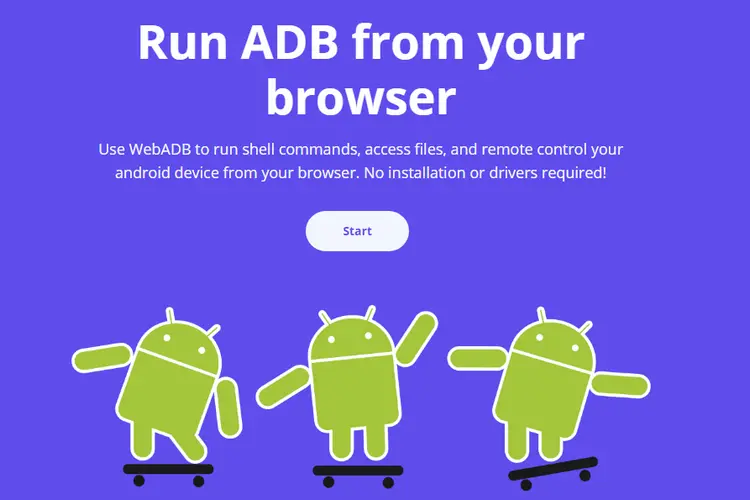 Run ADB from your
browser
Use WebADB to run shell commands, access files, and remote control your
android device from your browser. No installation or drivers required!
Start